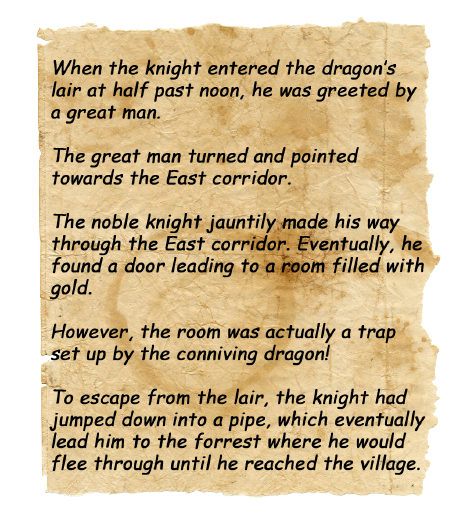 When the knight entered the dragon's
lair at half past noon, he was greeted by
a great man.
The great man turned and pointed
towards the East corridor.
The noble knight jauntily made his way
through the East corridor. Eventually, he
found a door leading to a room filled with
gold.
However, the room was actually a trap
set up by the conniving dragon!
To escape from the lair, the knight had
jumped down into a pipe, which eventually
lead him to the forrest where he would
flee through until he reached the village.